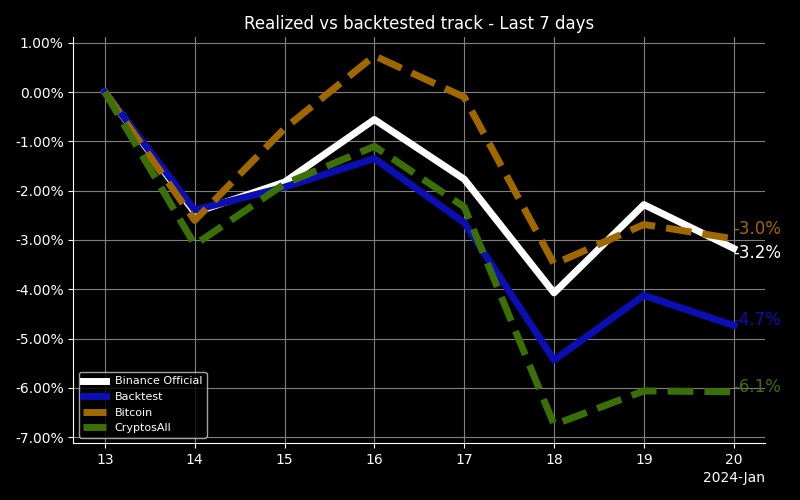 Realized vs backtested track - Last 7 days
1.00%
0.00%
-1.00%
-2.00%
-3.00%
-4.00%
-5.00%
-6.00%
-7.00%
-3.0%
-3.2%
-4.7%
-6.1%
Binance Official
Backtest
Bitcoin
CryptosAll
13 14 15 16 17 18 19 20
2024-Jan